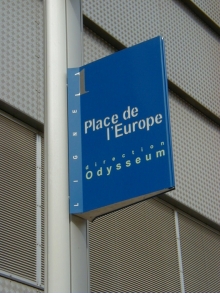 LIGNE 1
Place de
l'Europe
direction
Odysseum